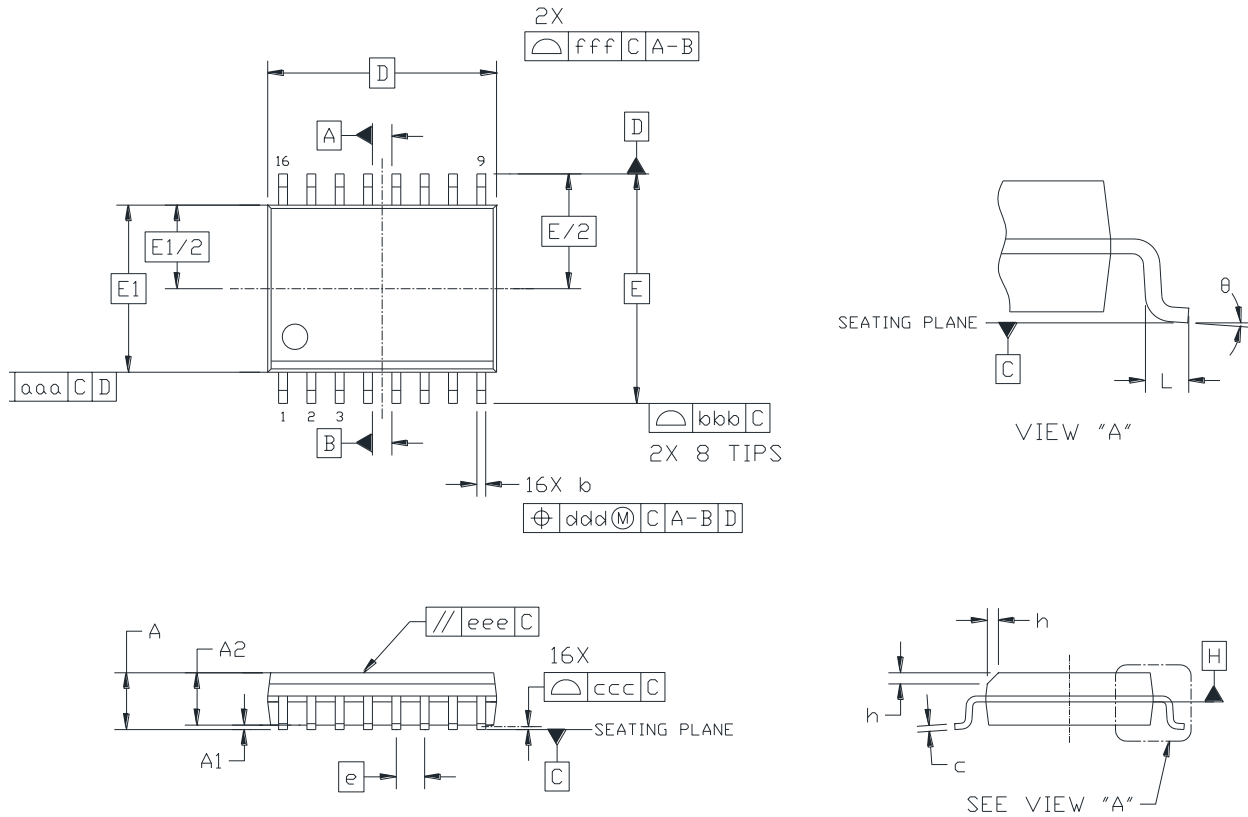 2X
fff C A-B
D
A
D
16 9
E1/2
E/2
E1
E
aaa C D
1 2 3
B
bbb C
2X 8 TIPS
16X b
ddd Ⓜ C A-B D
θ
SEATING PLANE
C
L
VIEW "A"
A
A2
// eee C
16X
ccc C
SEATING PLANE
A1
e
C
h
H
h
c
SEE VIEW "A"